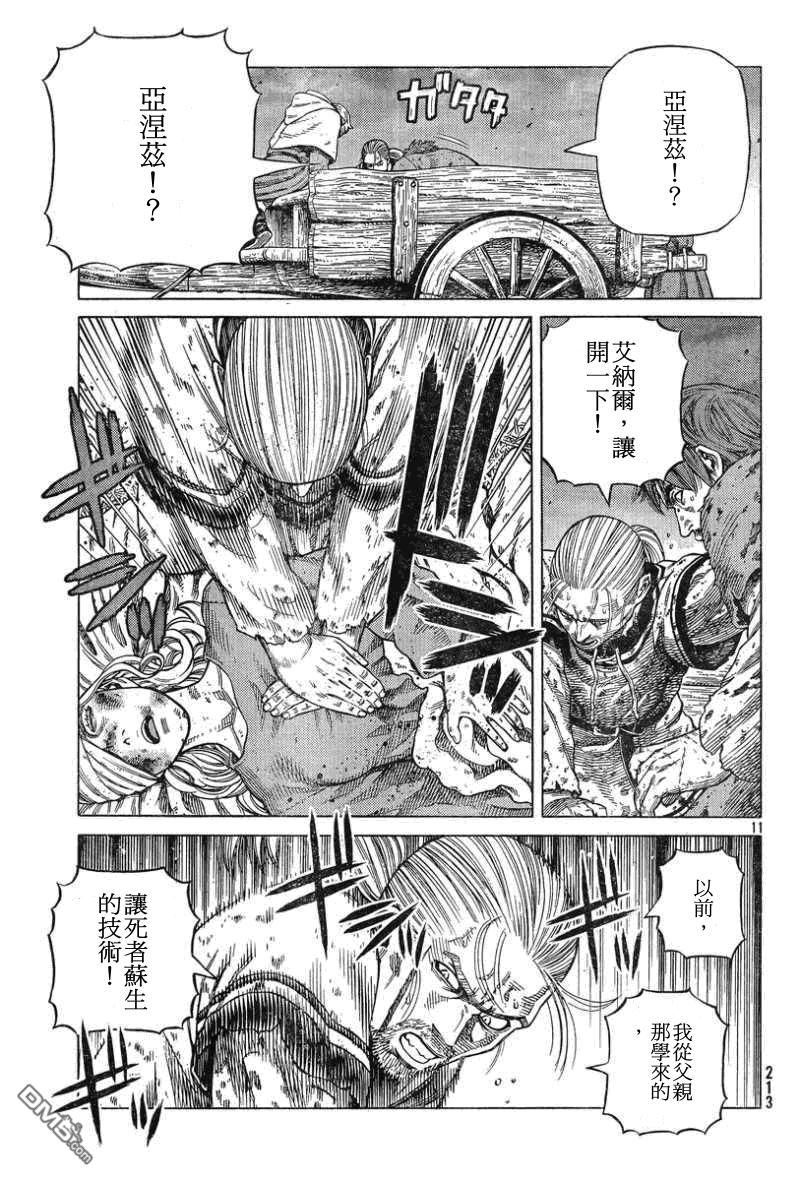 亞涅茲！？
ガタタ
亞涅茲！？
艾納爾，讓
開一下！
11
以前，
我從父親
那學來的
，
讓死者蘇生
的技術！
213
DM5.com